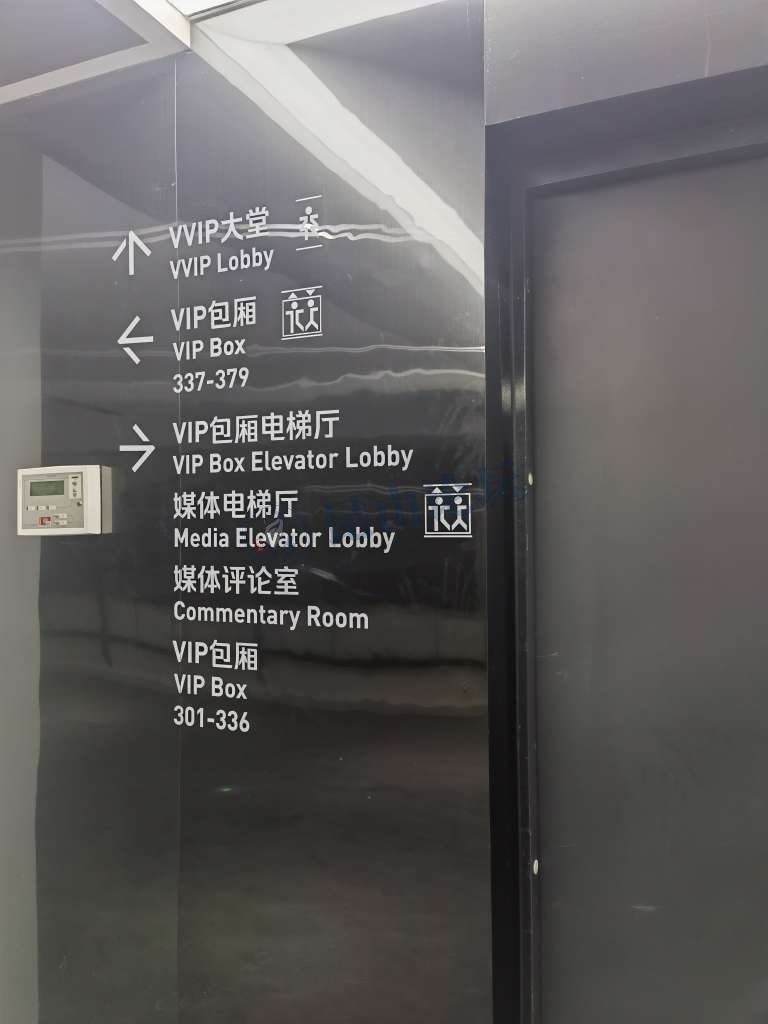 VVIP大堂
VVIP Lobby
VIP包厢
VIP Box
337-379
VIP包厢电梯厅
VIP Box Elevator Lobby
媒体电梯厅
Media Elevator Lobby
媒体评论室
Commentary Room
VIP包厢
VIP Box
301-336